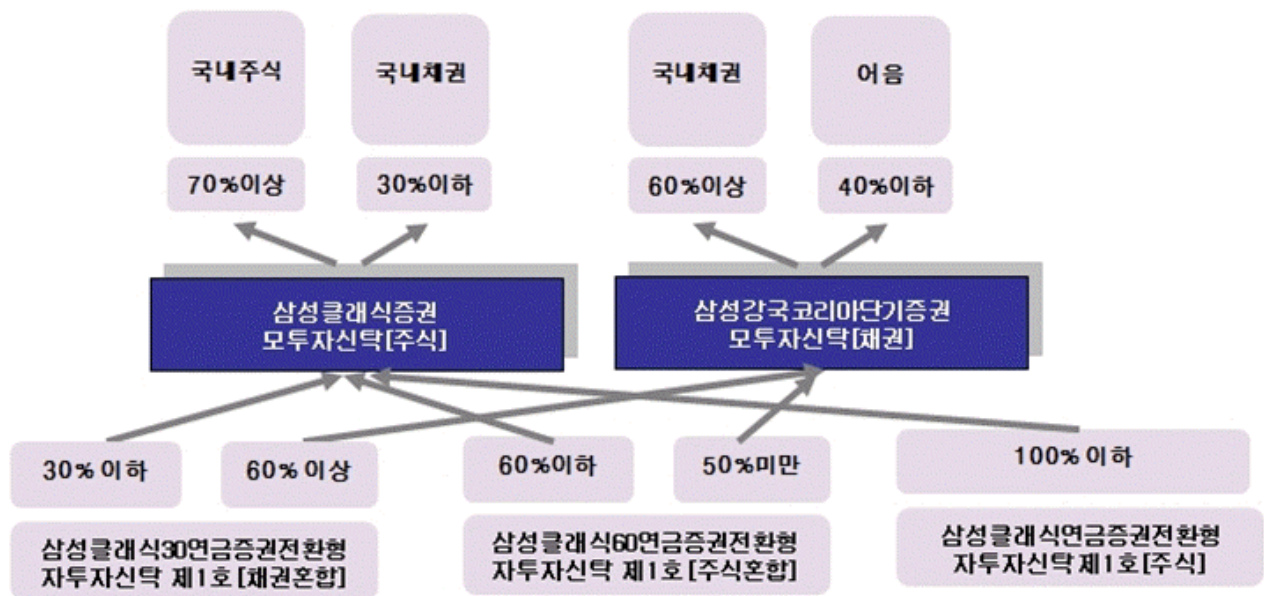 국내주식
국내채권
국내채권
어음
70%이상
30%이하
60%이상
40%이하
삼성클래식증권
모투자신탁[주식]
삼성강국코리아단기증권
모투자신탁[채권]
30%이하
60%이상
60%이하
50%미만
100%이하
삼성클래식30연금증권전환형
자투자신탁 제1호[채권혼합]
삼성클래식60연금증권전환형
자투자신탁 제1호[주식혼합]
삼성클래식연금증권전환형
자투자신탁제1호[주식]